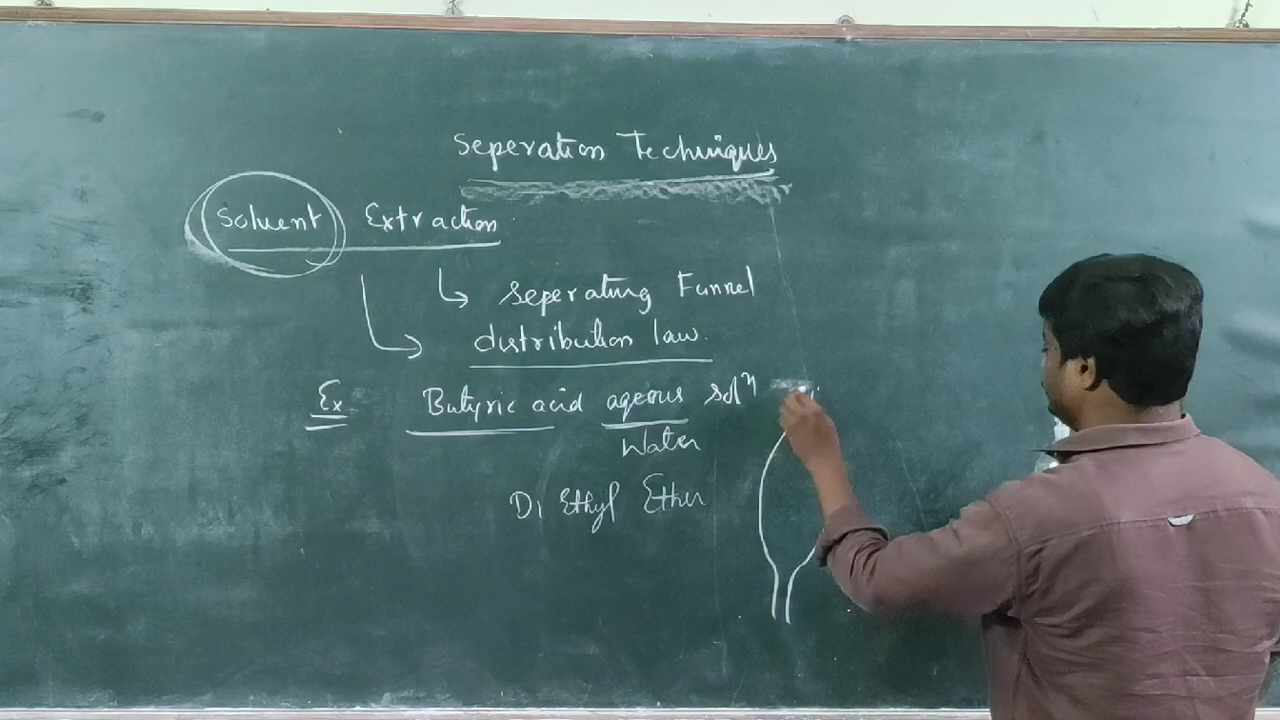 Seperation Techniques
Solvent Extraction
seperating Funnel
distribution law.
Ex Butyric acid aqeous solⁿ
Water
Di Ethyl Ether